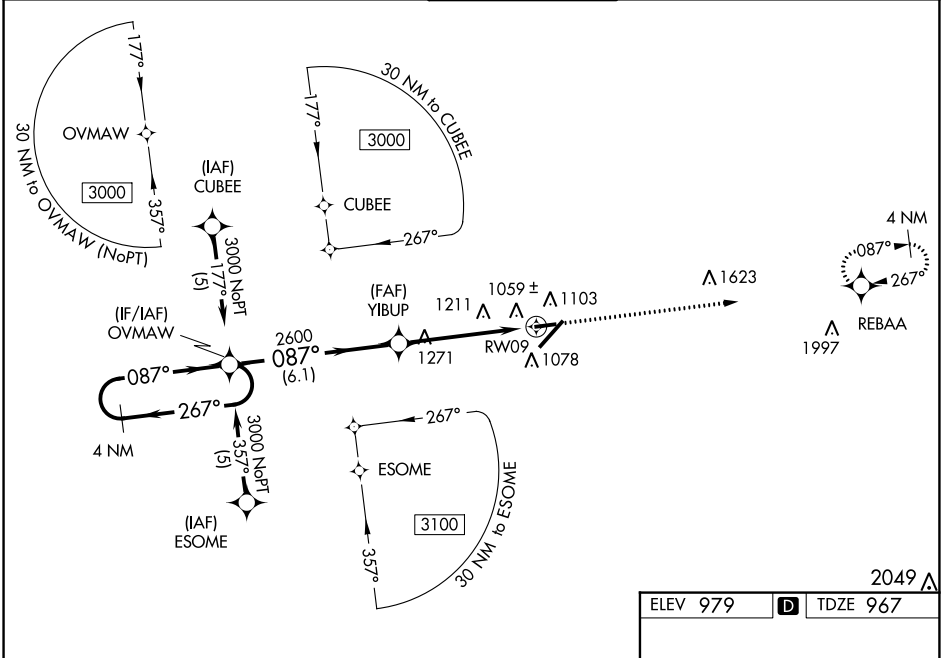 177°
OVMAW
3000
357°
30 NM to OVMAW (NoPT)
(IAF)
CUBEE
3000 NoPT
177°
(5)
30 NM to CUBEE
177°
3000
CUBEE
267°
4 NM
087°
267°
REBAA
1997
(IF/IAF)
OVMAW
2600
087°
(6.1)
(FAF)
YIBUP
1271
1211
1059 ±
1103
1623
RW09
1078
087°
267°
4 NM
3000 NoPT
357°
(5)
(IAF)
ESOME
267°
ESOME
3100
357°
30 NM to ESOME
2049
ELEV 979 D TDZE 967